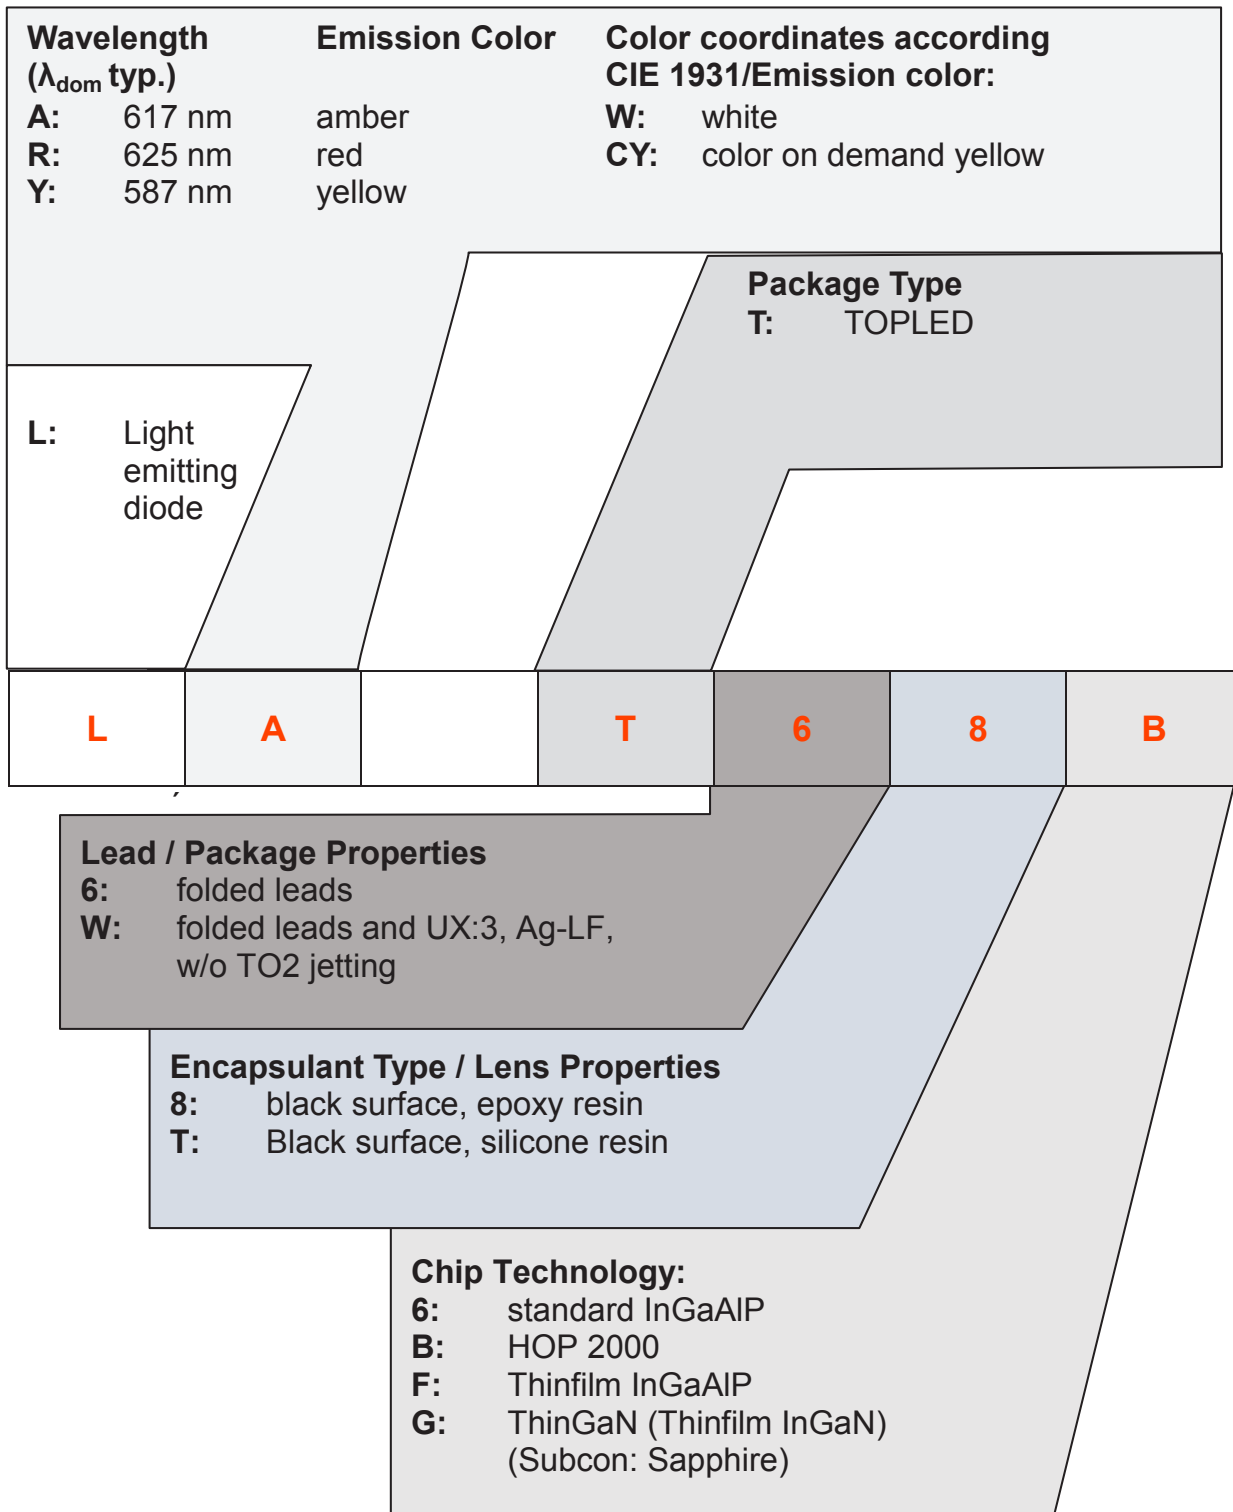 Wavelength Emission Color Color coordinates according
(λdom typ.) CIE 1931/Emission color:
A: 617 nm amber W: white
R: 625 nm red CY: color on demand yellow
Y: 587 nm yellow
Package Type
T: TOPLED
L: Light
emitting
diode
L A T 6 8 B
Lead / Package Properties
6: folded leads
W: folded leads and UX:3, Ag-LF,
w/o TO2 jetting
Encapsulant Type / Lens Properties
8: black surface, epoxy resin
T: Black surface, silicone resin
Chip Technology:
6: standard InGaAlP
B: HOP 2000
F: Thinfilm InGaAlP
G: ThinGaN (Thinfilm InGaN)
(Subcon: Sapphire)